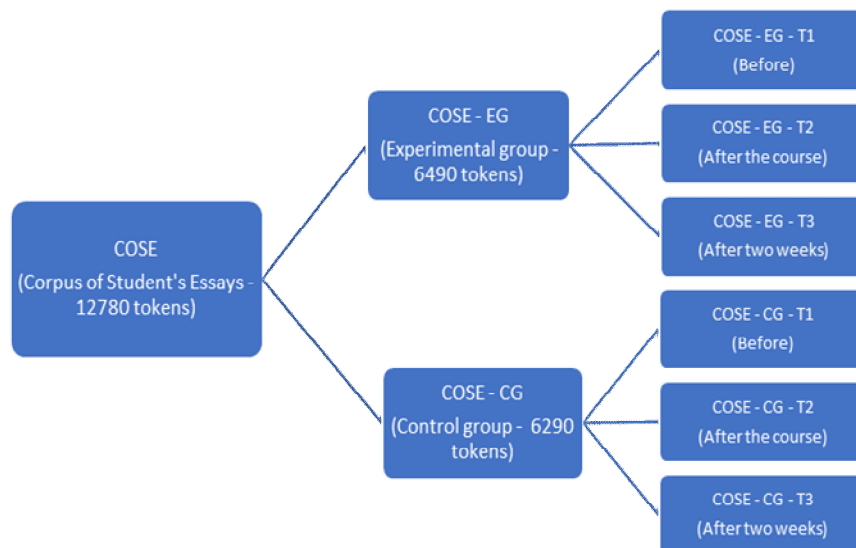 COSE
(Corpus of Student's Essays -
12780 tokens)
COSE - EG
(Experimental group -
6490 tokens)
COSE - EG - T1
(Before)
COSE - EG - T2
(After the course)
COSE - EG - T3
(After two weeks)
COSE - CG
(Control group - 6290
tokens)
COSE - CG - T1
(Before)
COSE - CG - T2
(After the course)
COSE - CG - T3
(After two weeks)